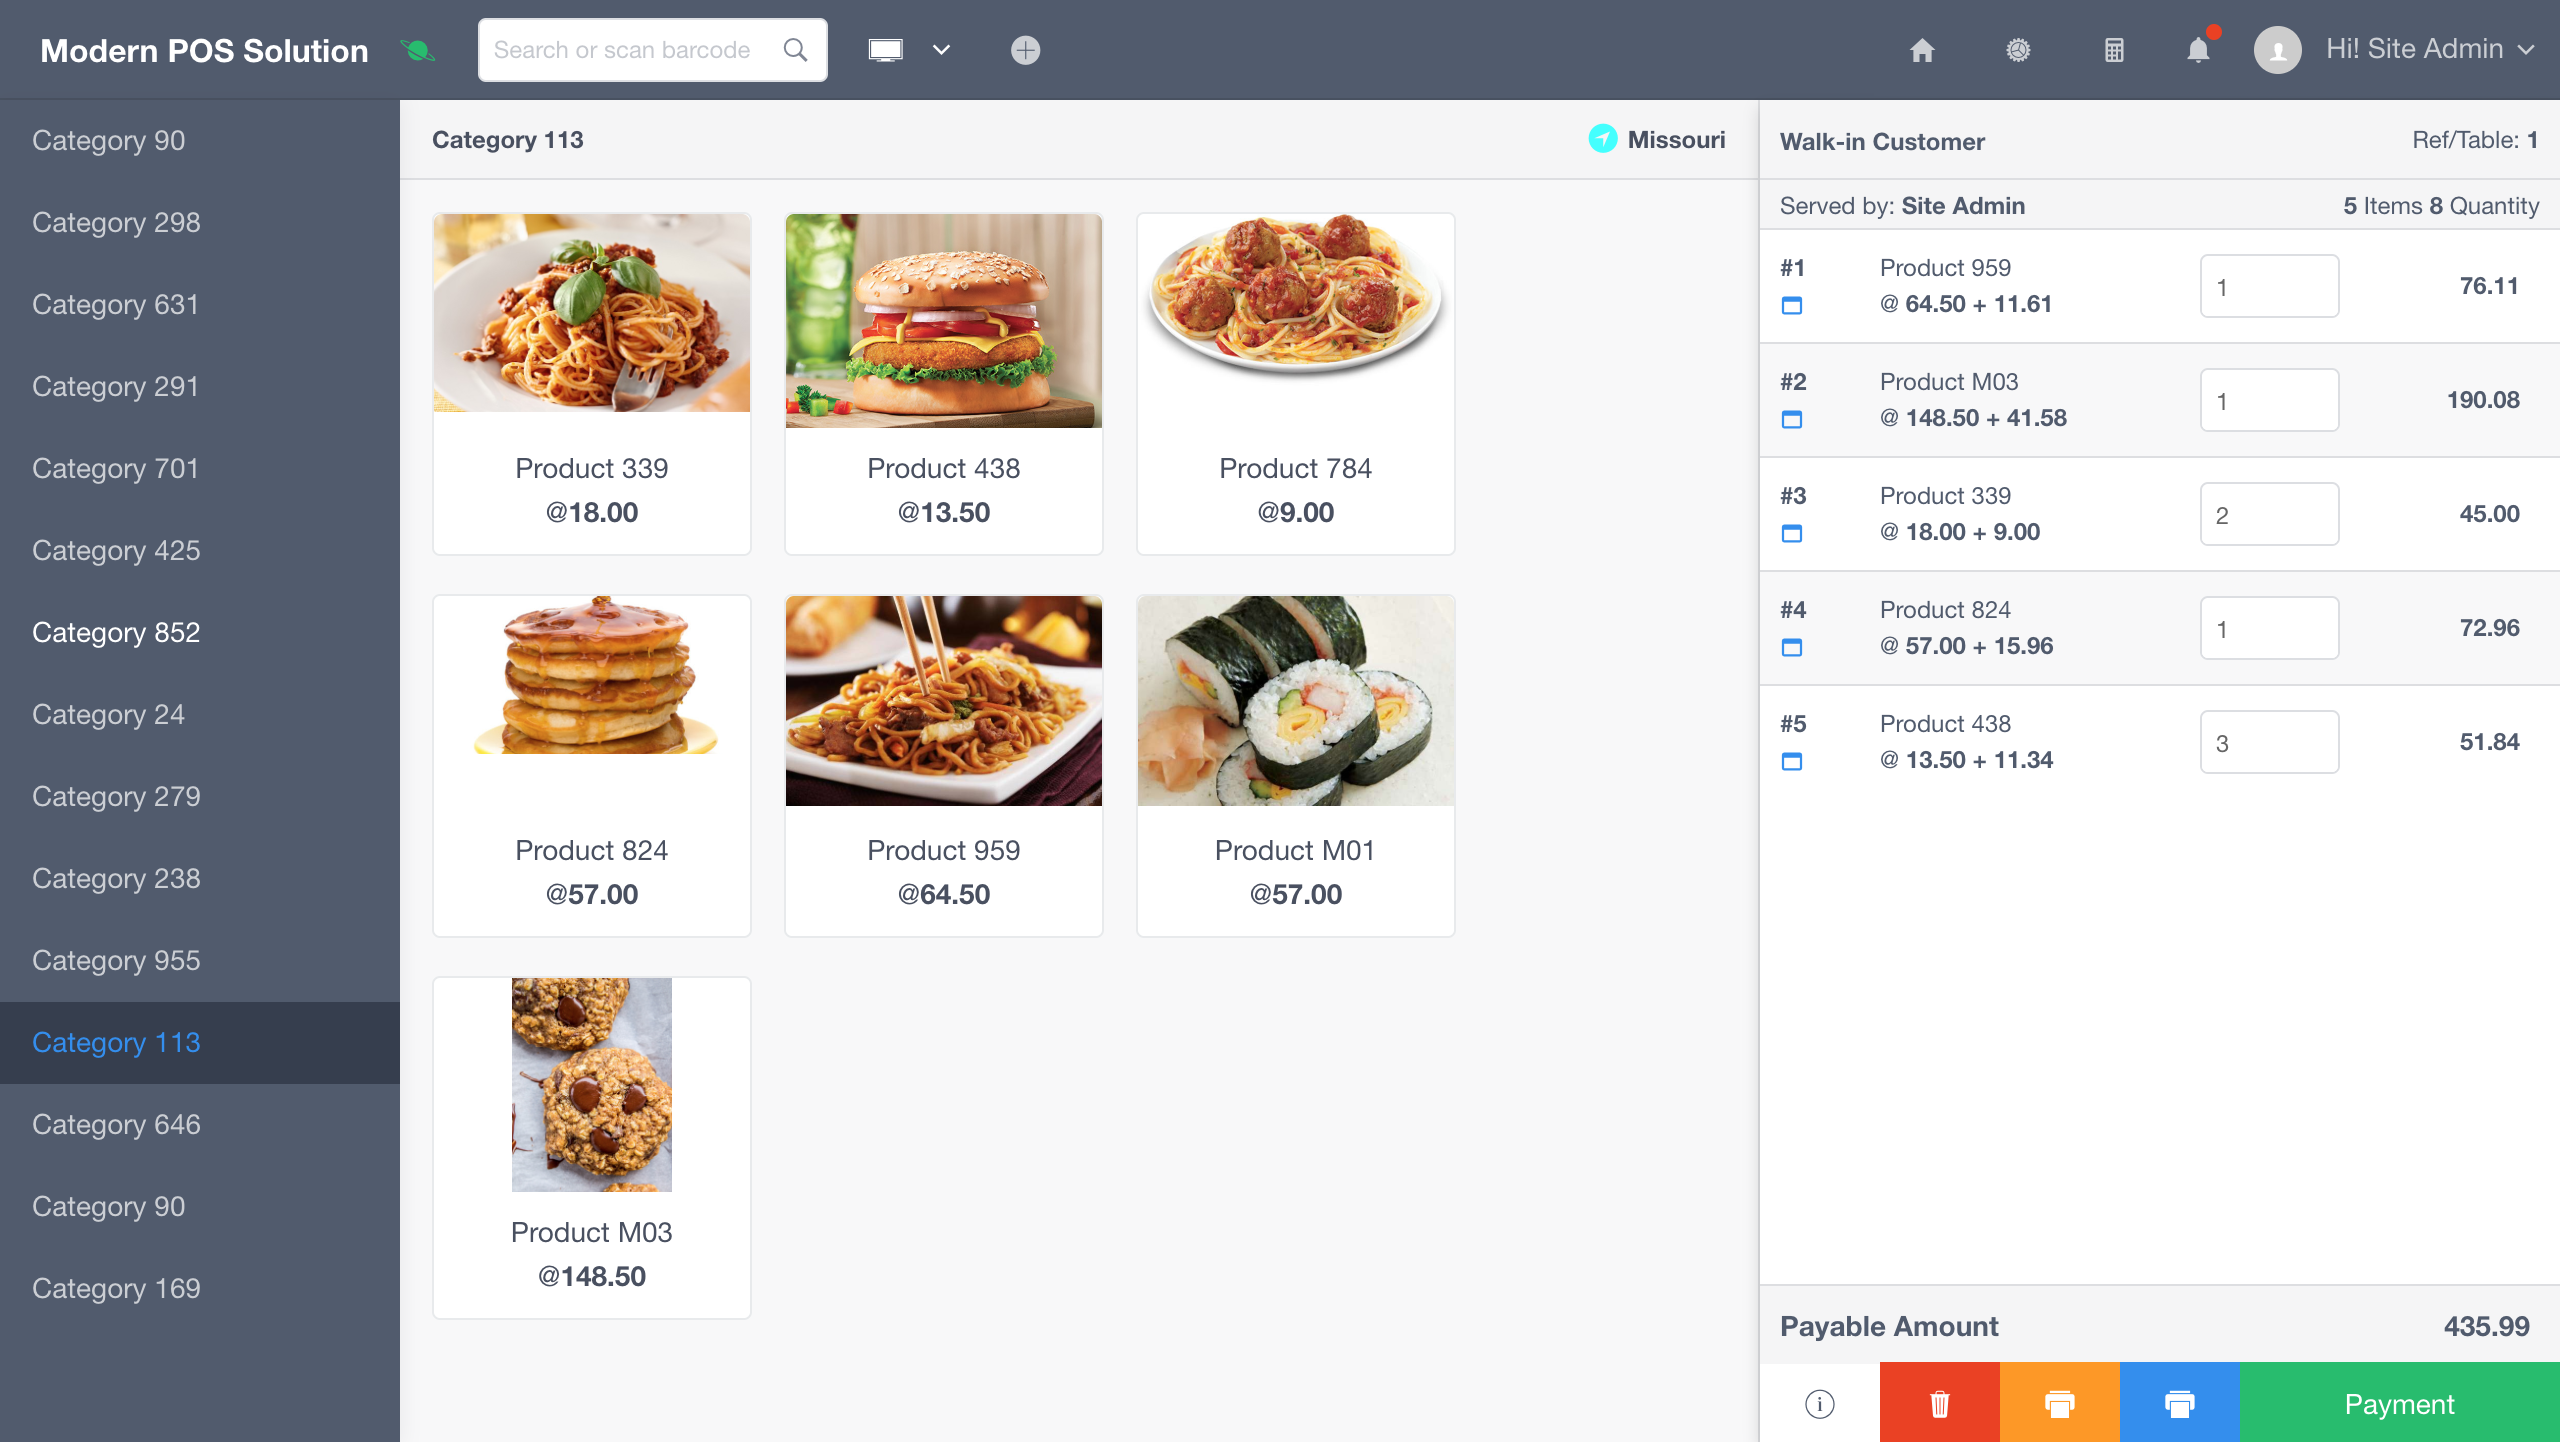 Modern POS Solution
Search or scan barcode
Hi! Site Admin
Category 90
Category 298
Category 631
Category 291
Category 701
Category 425
Category 852
Category 24
Category 279
Category 238
Category 955
Category 113
Category 646
Category 90
Category 169
Category 113
Missouri
Product 339
@18.00
Product 438
@13.50
Product 784
@9.00
Product 824
@57.00
Product 959
@64.50
Product M01
@57.00
Product M03
@148.50
Walk-in Customer
Ref/Table: 1
Served by: Site Admin
5 Items 8 Quantity
#1
Product 959
@ 64.50 + 11.61
1
76.11
#2
Product M03
@ 148.50 + 41.58
1
190.08
#3
Product 339
@ 18.00 + 9.00
2
45.00
#4
Product 824
@ 57.00 + 15.96
1
72.96
#5
Product 438
@ 13.50 + 11.34
3
51.84
Payable Amount
435.99
Payment